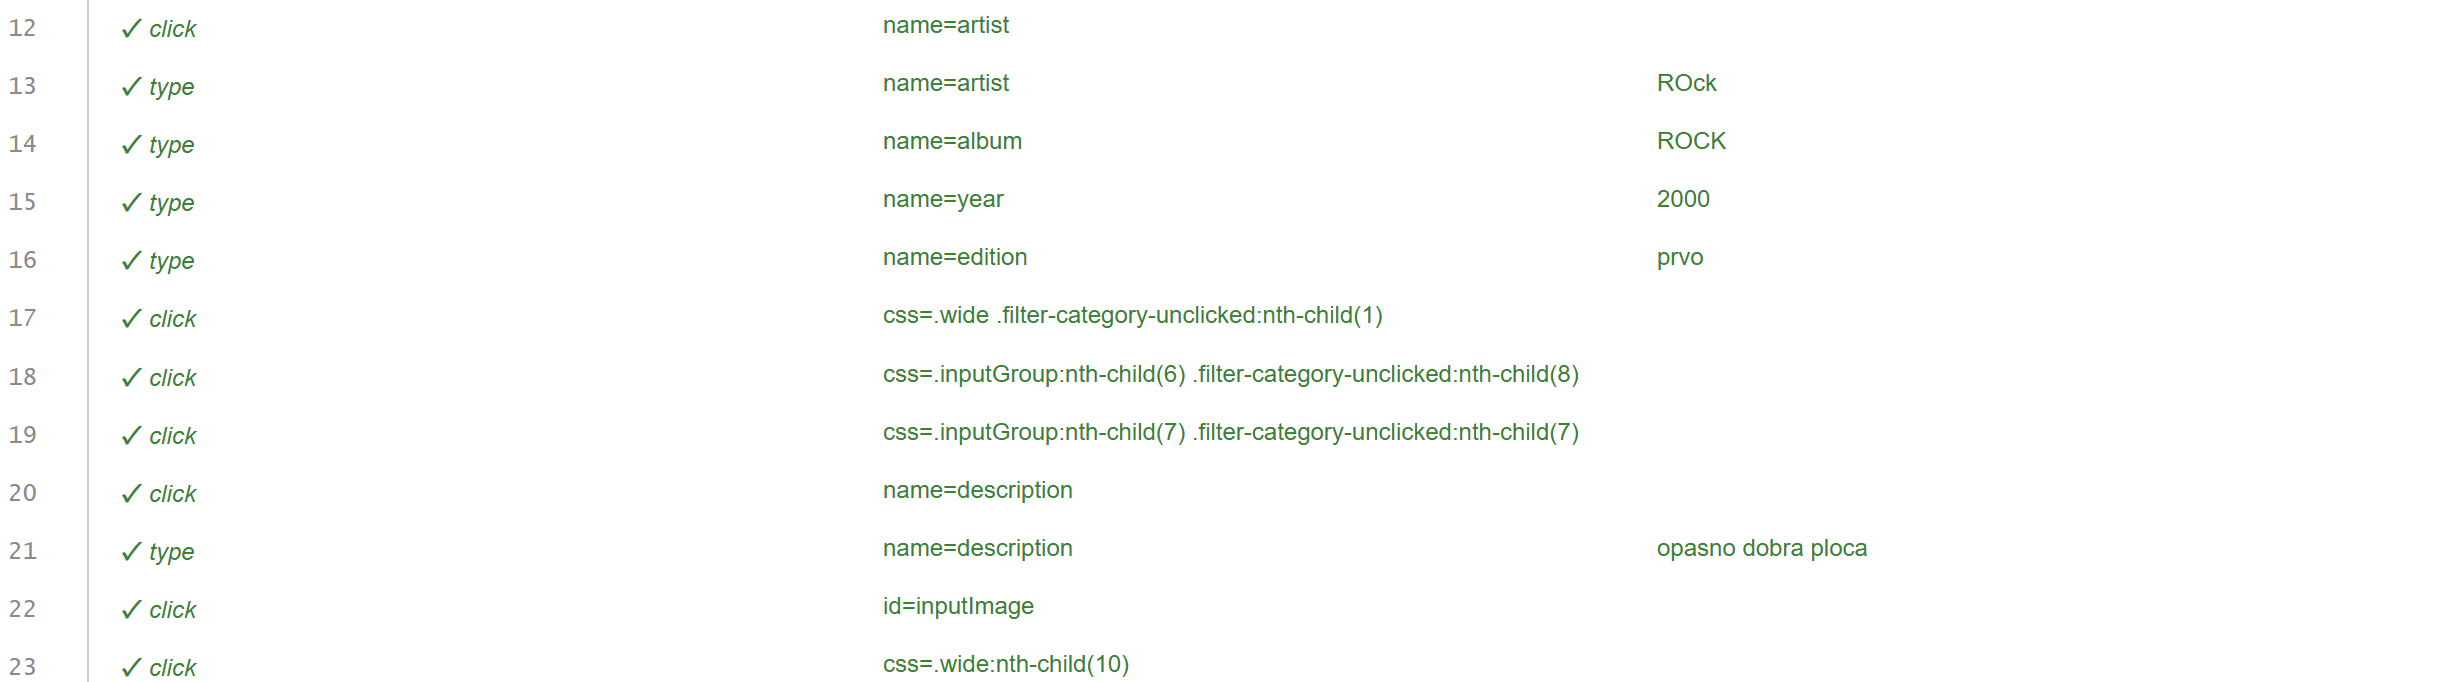 12 ✓ click name=artist
13 ✓ type name=artist ROck
14 ✓ type name=album ROCK
15 ✓ type name=year 2000
16 ✓ type name=edition prvo
17 ✓ click css=.wide .filter-category-unclicked:nth-child(1)
18 ✓ click css=.inputGroup:nth-child(6) .filter-category-unclicked:nth-child(8)
19 ✓ click css=.inputGroup:nth-child(7) .filter-category-unclicked:nth-child(7)
20 ✓ click name=description
21 ✓ type name=description opasno dobra ploca
22 ✓ click id=inputImage
23 ✓ click css=.wide:nth-child(10)